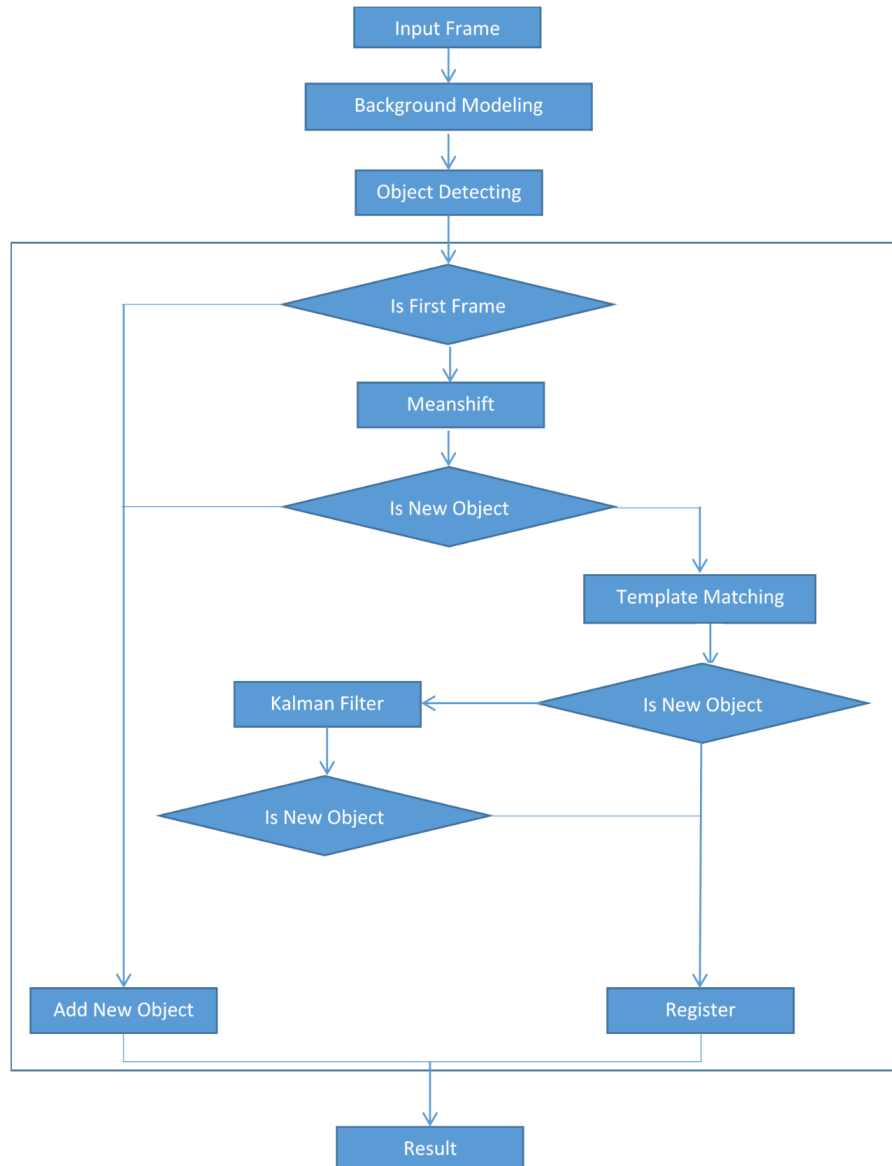 Input Frame
Background Modeling
Object Detecting
Is First Frame
Meanshift
Is New Object
Template Matching
Kalman Filter
Is New Object
Is New Object
Add New Object
Register
Result